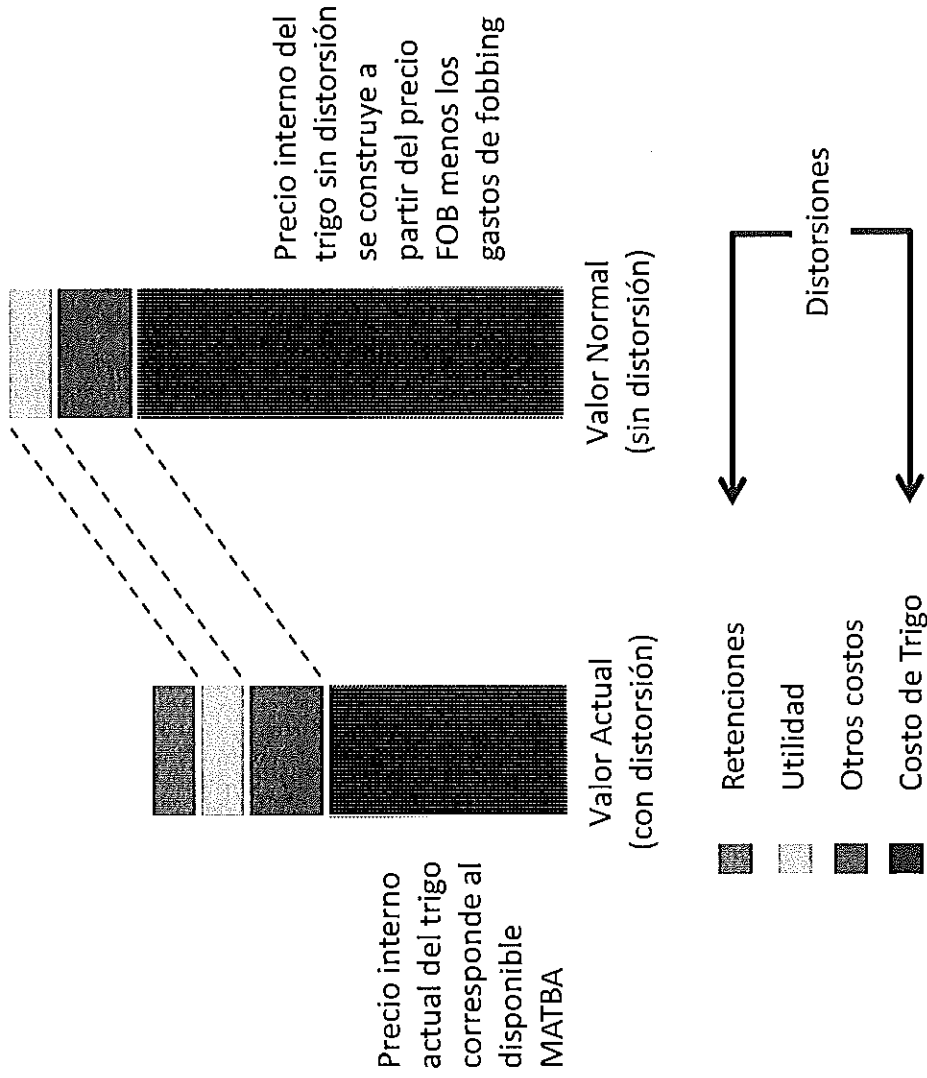 Precio interno
actual del trigo
corresponde al
disponible
MATBA
Valor Actual
(con distorsión)
Valor Normal
(sin distorsión)
Precio interno del
trigo sin distorsión
se construye a
partir del precio
FOB menos los
gastos de fobbing
Retenciones
Utilidad
Otros costos
Costo de Trigo
Distorsiones